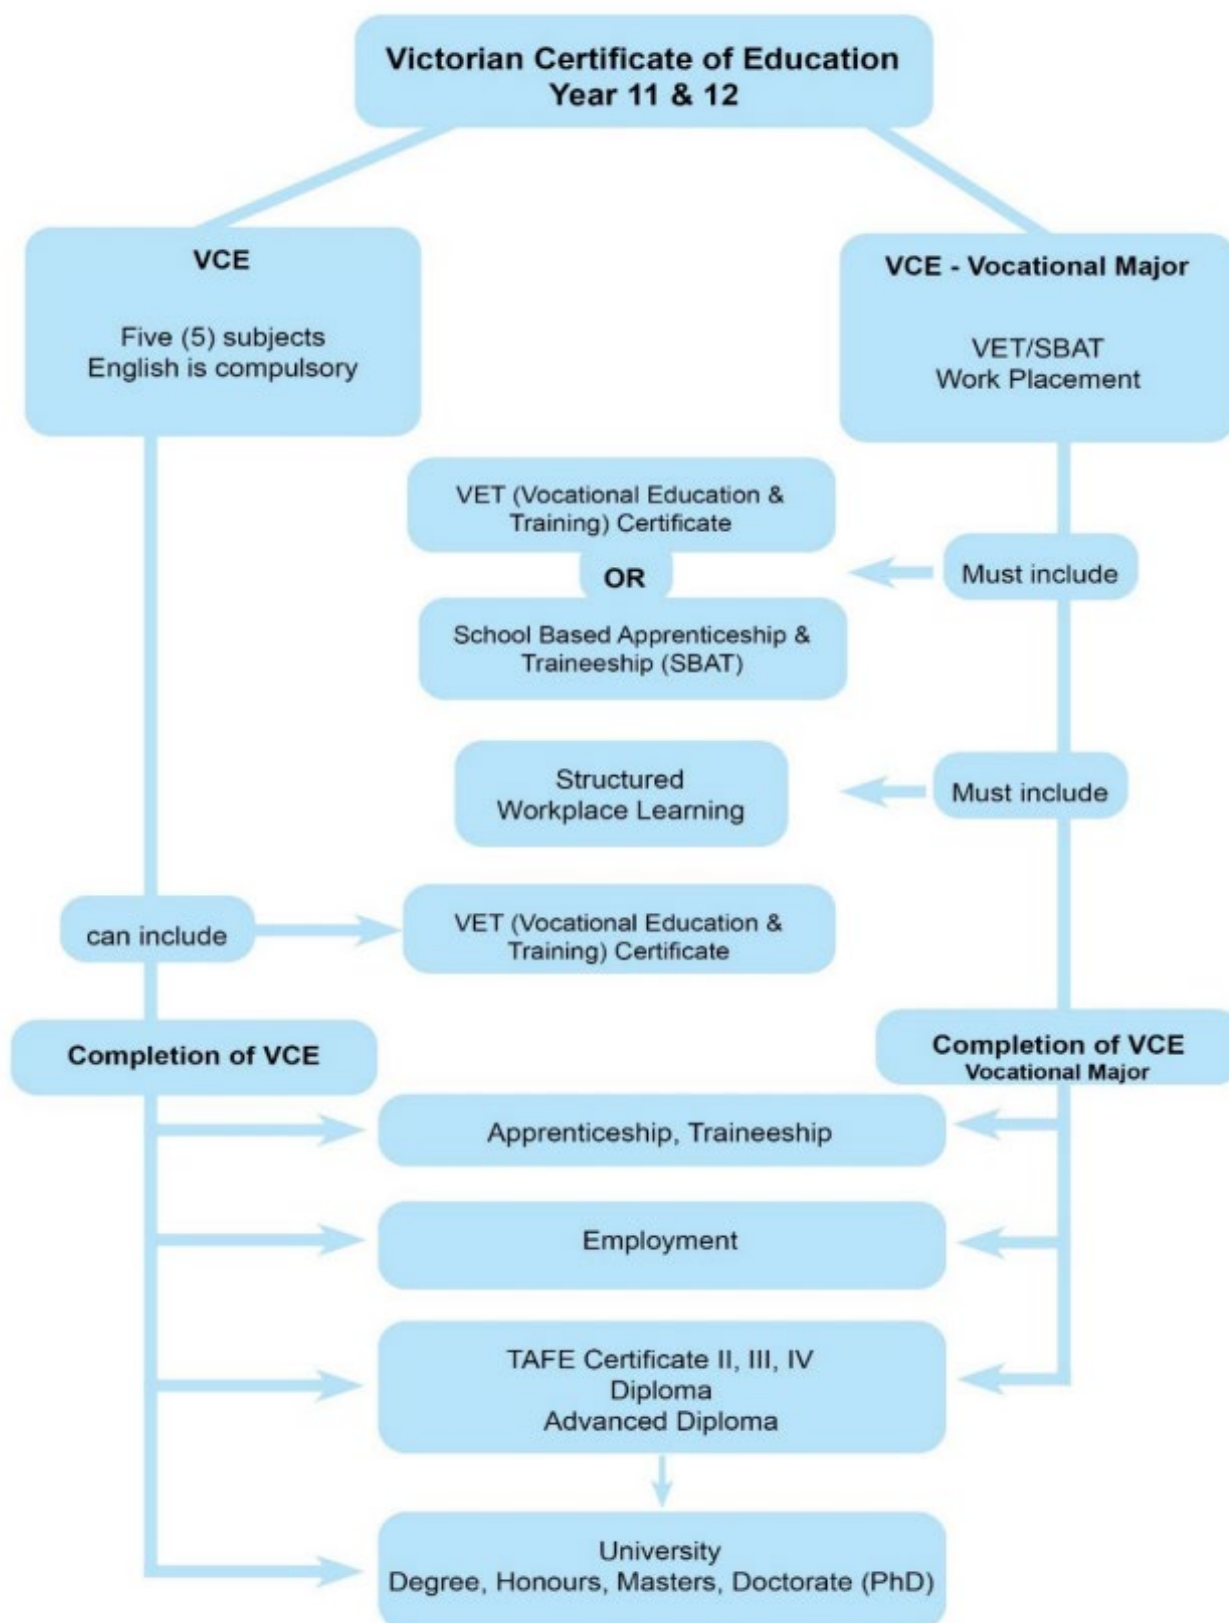 Victorian Certificate of Education
Year 11 & 12
VCE
Five (5) subjects
English is compulsory
VCE - Vocational Major
VET/SBAT
Work Placement
VET (Vocational Education &
Training) Certificate
OR
School Based Apprenticeship &
Traineeship (SBAT)
Must include
Structured
Workplace Learning
Must include
can include
VET (Vocational Education &
Training) Certificate
Completion of VCE
Completion of VCE
Vocational Major
Apprenticeship, Traineeship
Employment
TAFE Certificate II, III, IV
Diploma
Advanced Diploma
University
Degree, Honours, Masters, Doctorate (PhD)